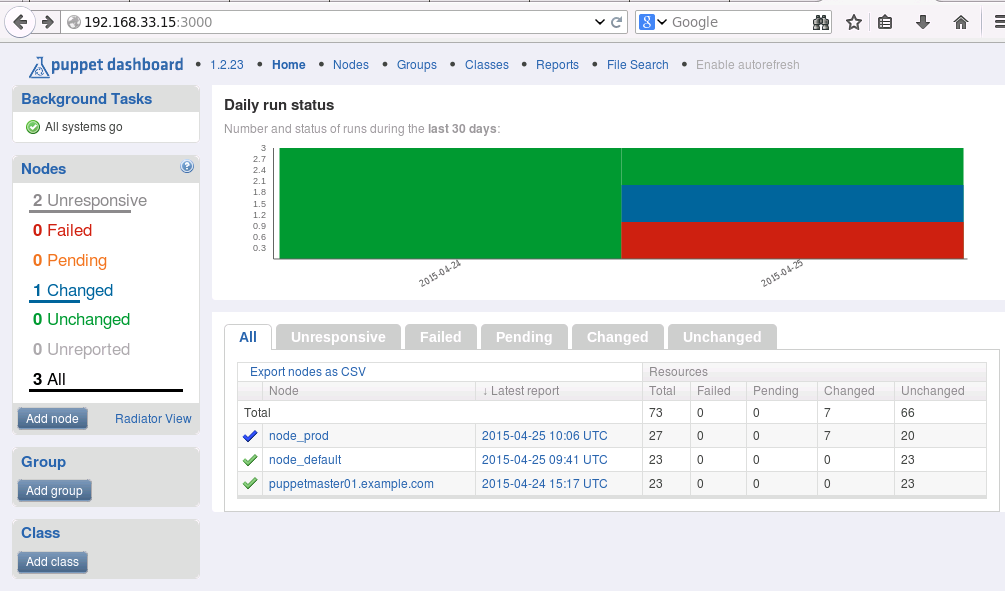 192.168.33.15:3000
8 Google
puppet dashboard • 1.2.23 • Home • Nodes • Groups • Classes • Reports • File Search • Enable autorefresh
Background Tasks
All systems go
Nodes ?
2 Unresponsive
0 Failed
0 Pending
1 Changed
0 Unchanged
0 Unreported
3 All
Add node Radiator View
Group
Add group
Class
Add class
Daily run status
Number and status of runs during the last 30 days:
3
2.7
2.4
2.1
1.8
1.5
1.2
0.9
0.6
0.3
2015-04-24 2015-04-25
All Unresponsive Failed Pending Changed Unchanged
Export nodes as CSV Resources
Node ↓ Latest report Total Failed Pending Changed Unchanged
Total 73 0 0 7 66
node_prod 2015-04-25 10:06 UTC 27 0 0 7 20
node_default 2015-04-25 09:41 UTC 23 0 0 0 23
puppetmaster01.example.com 2015-04-24 15:17 UTC 23 0 0 0 23